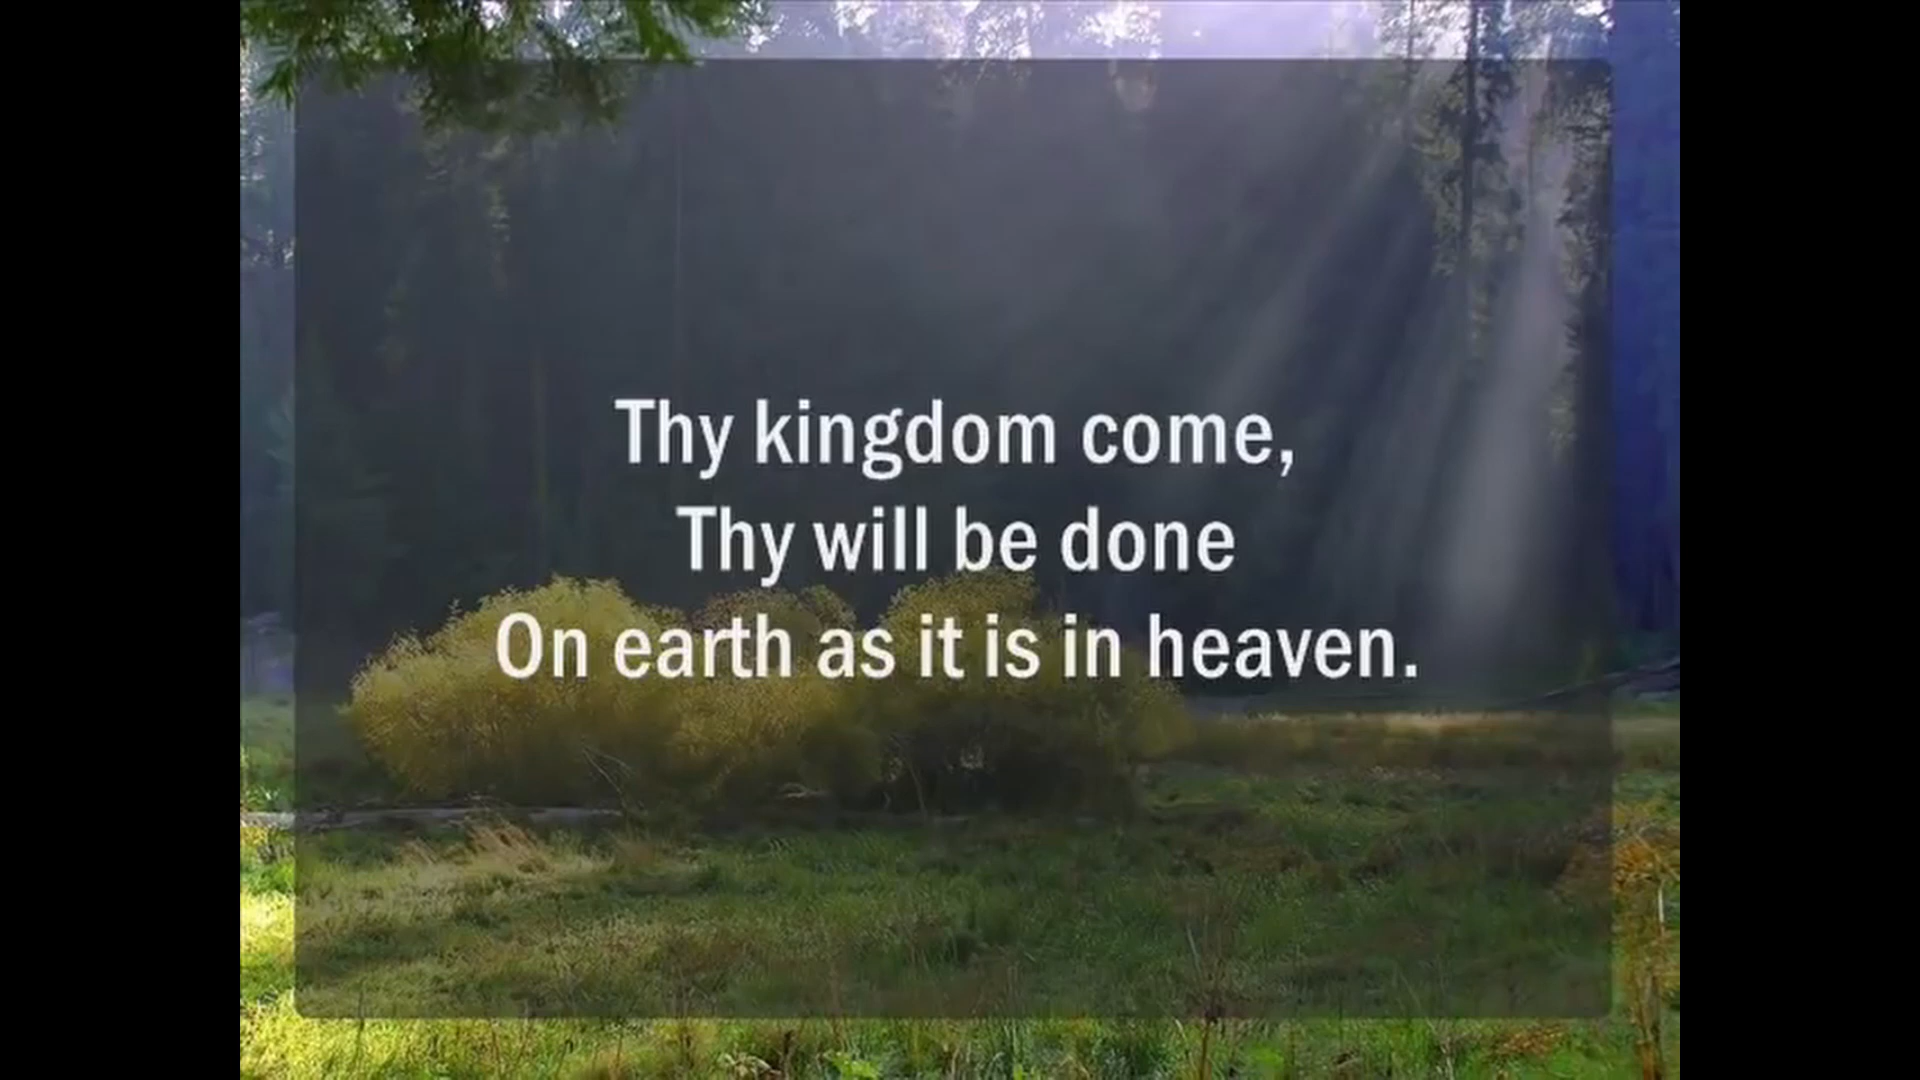 Thy kingdom come,
Thy will be done
On earth as it is in heaven.